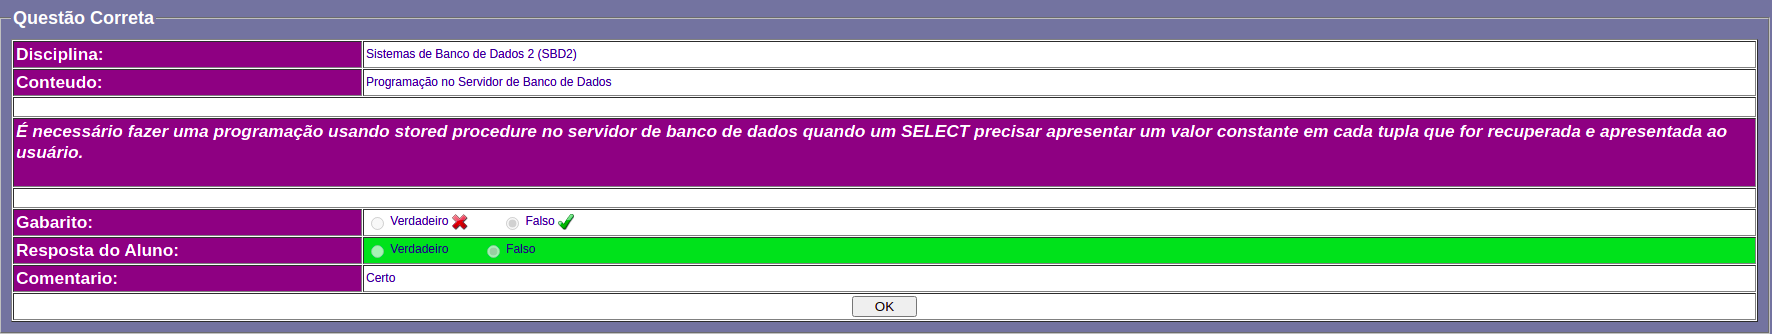 Questão Correta
Disciplina: Sistemas de Banco de Dados 2 (SBD2)
Conteudo: Programação no Servidor de Banco de Dados
É necessário fazer uma programação usando stored procedure no servidor de banco de dados quando um SELECT precisar apresentar um valor constante em cada tupla que for recuperada e apresentada ao
usuário.
Gabarito: Verdadeiro Falso
Resposta do Aluno: Verdadeiro Falso
Comentario: Certo
OK